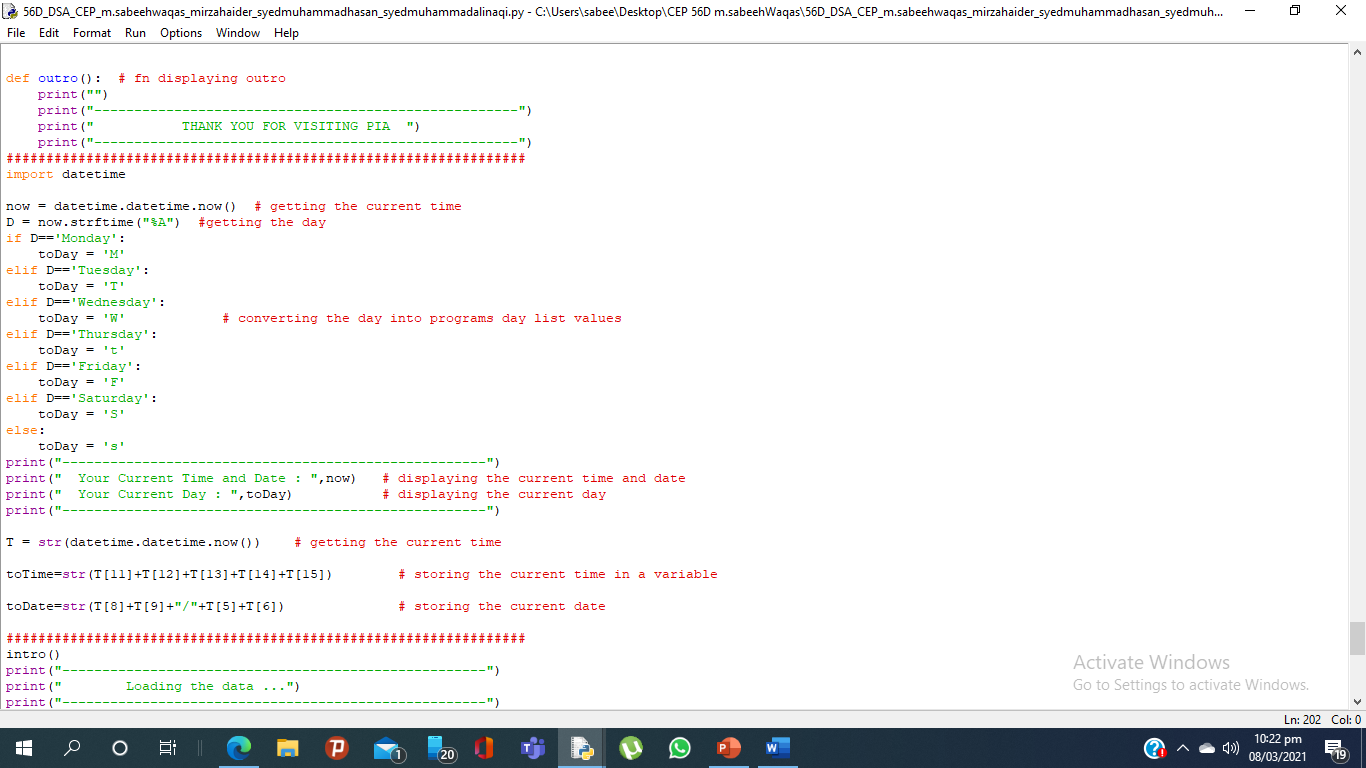 56D_DSA_CEP_m.sabeehwaqas_mirzahaider_syedmuhammadhasan_syedmuhammadalinaqi.py - C:\Users\sabee\Desktop\CEP 56D m.sabeehWaqas\56D_DSA_CEP_m.sabeehwaqas_mirzahaider_syedmuhammadhasan_syedmuh...
File Edit Format Run Options Window Help
def outro():  # fn displaying outro
    print("")
    print("-----------------------------------------------------")
    print("           THANK YOU FOR VISITING PIA  ")
    print("-----------------------------------------------------")
#################################################################
import datetime
now = datetime.datetime.now()  # getting the current time
D = now.strftime("%A")  #getting the day
if D=='Monday':
    toDay = 'M'
elif D=='Tuesday':
    toDay = 'T'
elif D=='Wednesday':
    toDay = 'W'            # converting the day into programs day list values
elif D=='Thursday':
    toDay = 't'
elif D=='Friday':
    toDay = 'F'
elif D=='Saturday':
    toDay = 'S'
else:
    toDay = 's'
print("-----------------------------------------------------")
print("  Your Current Time and Date : ",now)   # displaying the current time and date
print("  Your Current Day : ",toDay)           # displaying the current day
print("-----------------------------------------------------")
T = str(datetime.datetime.now())    # getting the current time
toTime=str(T[11]+T[12]+T[13]+T[14]+T[15])        # storing the current time in a variable
toDate=str(T[8]+T[9]+"/"+T[5]+T[6])              # storing the current date
#################################################################
intro()
print("-----------------------------------------------------")
print("        Loading the data ...")
print("-----------------------------------------------------")
Activate Windows
Go to Settings to activate Windows.
Ln: 202 Col: 0
1
20
10:22 pm
08/03/2021
19